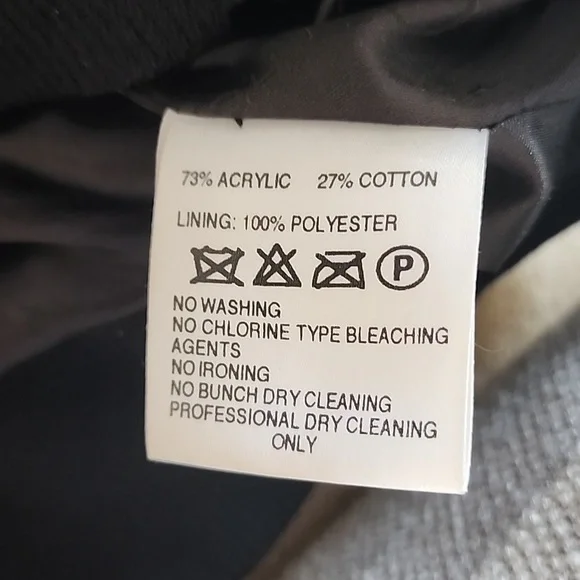 73% ACRYLIC 27% COTTON
LINING: 100% POLYESTER
P
NO WASHING
NO CHLORINE TYPE BLEACHING
AGENTS
NO IRONING
NO BUNCH DRY CLEANING
PROFESSIONAL DRY CLEANING
ONLY